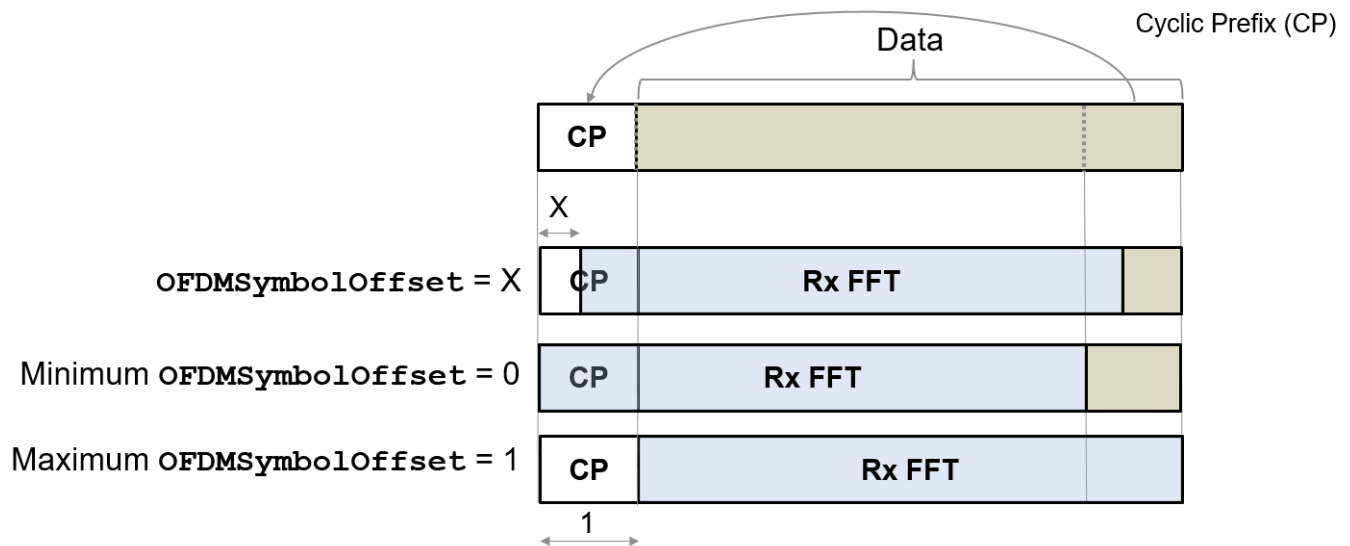 Cyclic Prefix (CP)
Data
CP
X
OFDMSymbolOffset = X
CP
Rx FFT
Minimum OFDMSymbolOffset = 0
CP
Rx FFT
Maximum OFDMSymbolOffset = 1
CP
Rx FFT
1